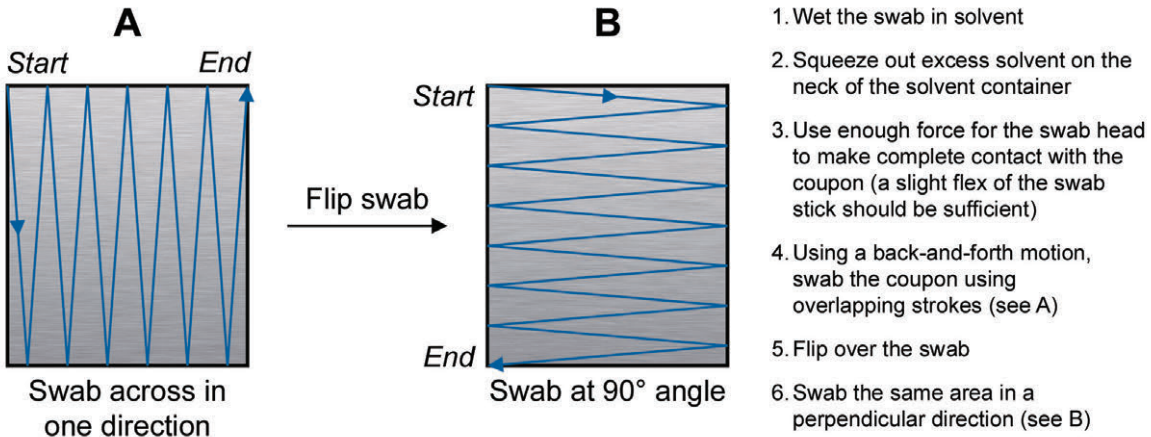 A
Start End
Swab across in
one direction
Flip swab
B
Start
End
Swab at 90° angle
1. Wet the swab in solvent
2. Squeeze out excess solvent on the
neck of the solvent container
3. Use enough force for the swab head
to make complete contact with the
coupon (a slight flex of the swab
stick should be sufficient)
4. Using a back-and-forth motion,
swab the coupon using
overlapping strokes (see A)
5. Flip over the swab
6. Swab the same area in a
perpendicular direction (see B)